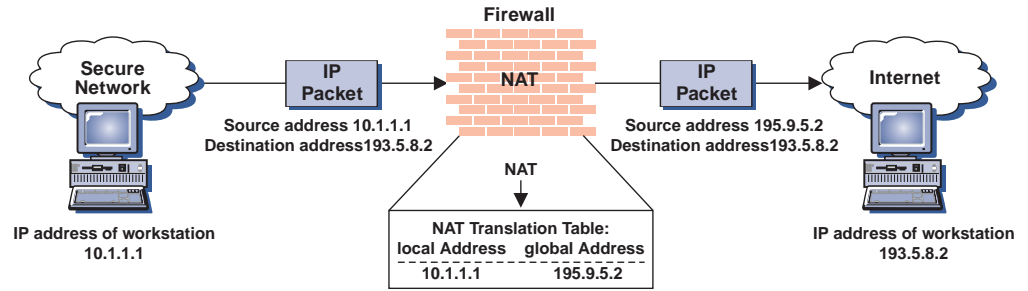 Firewall
Secure
Network
IP
Packet
NAT
IP
Packet
Internet
Source address 10.1.1.1
Destination address193.5.8.2
Source address 195.9.5.2
Destination address193.5.8.2
NAT
IP address of workstation
10.1.1.1
NAT Translation Table:
local Address global Address
10.1.1.1 195.9.5.2
IP address of workstation
193.5.8.2